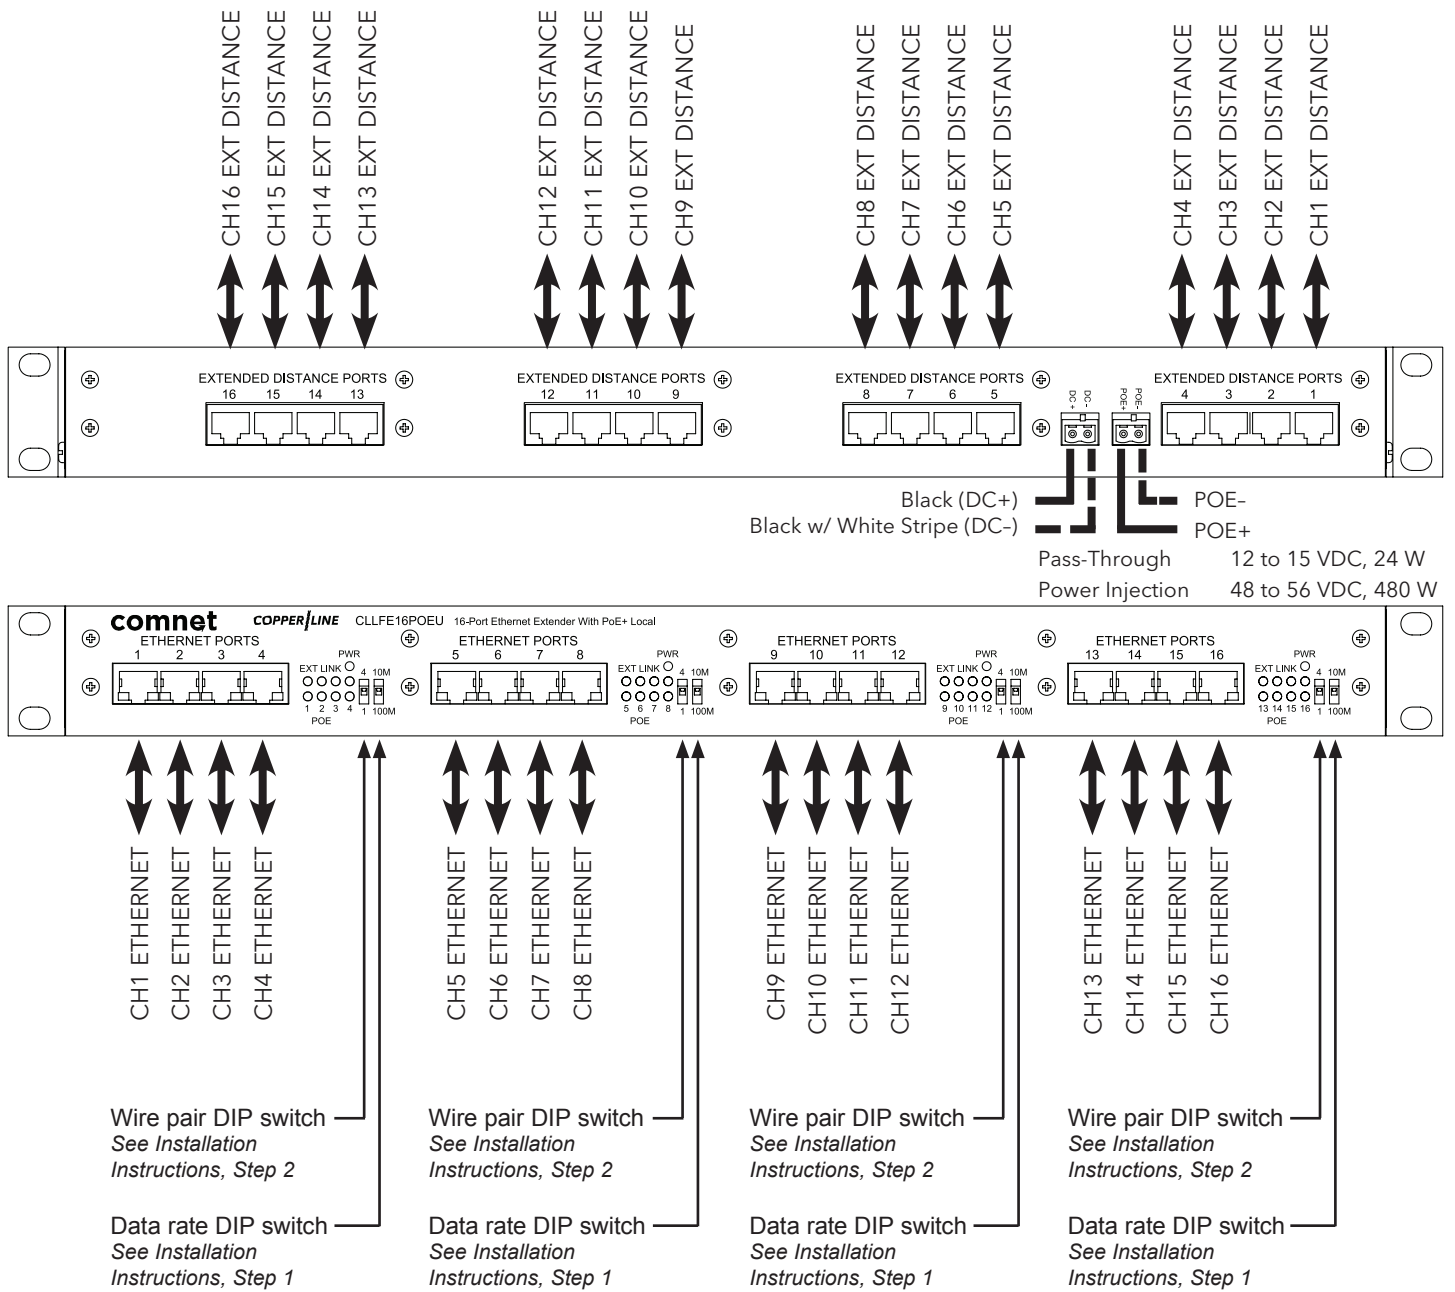 CH16 EXT DISTANCE
CH15 EXT DISTANCE
CH14 EXT DISTANCE
CH13 EXT DISTANCE
CH12 EXT DISTANCE
CH11 EXT DISTANCE
CH10 EXT DISTANCE
CH9 EXT DISTANCE
CH8 EXT DISTANCE
CH7 EXT DISTANCE
CH6 EXT DISTANCE
CH5 EXT DISTANCE
CH4 EXT DISTANCE
CH3 EXT DISTANCE
CH2 EXT DISTANCE
CH1 EXT DISTANCE
EXTENDED DISTANCE PORTS
16 15 14 13
EXTENDED DISTANCE PORTS
12 11 10 9
EXTENDED DISTANCE PORTS
8 7 6 5
DC+
DC-
POE+
POE-
EXTENDED DISTANCE PORTS
4 3 2 1
Black (DC+)
Black w/ White Stripe (DC–)
POE–
POE+
Pass-Through 12 to 15 VDC, 24 W
Power Injection 48 to 56 VDC, 480 W
comnet COPPER/LINE CLLFE16POEU 16-Port Ethernet Extender With PoE+ Local
ETHERNET PORTS
1 2 3 4
PWR
EXT LINK 4 10M
1 2 3 4 1 100M
POE
ETHERNET PORTS
5 6 7 8
PWR
EXT LINK 4 10M
5 6 7 8 1 100M
POE
ETHERNET PORTS
9 10 11 12
PWR
EXT LINK 4 10M
9 10 11 12 1 100M
POE
ETHERNET PORTS
13 14 15 16
PWR
EXT LINK 4 10M
13 14 15 16 1 100M
POE
CH1 ETHERNET
CH2 ETHERNET
CH3 ETHERNET
CH4 ETHERNET
CH5 ETHERNET
CH6 ETHERNET
CH7 ETHERNET
CH8 ETHERNET
CH9 ETHERNET
CH10 ETHERNET
CH11 ETHERNET
CH12 ETHERNET
CH13 ETHERNET
CH14 ETHERNET
CH15 ETHERNET
CH16 ETHERNET
Wire pair DIP switch
See Installation
Instructions, Step 2
Data rate DIP switch
See Installation
Instructions, Step 1
Wire pair DIP switch
See Installation
Instructions, Step 2
Data rate DIP switch
See Installation
Instructions, Step 1
Wire pair DIP switch
See Installation
Instructions, Step 2
Data rate DIP switch
See Installation
Instructions, Step 1
Wire pair DIP switch
See Installation
Instructions, Step 2
Data rate DIP switch
See Installation
Instructions, Step 1